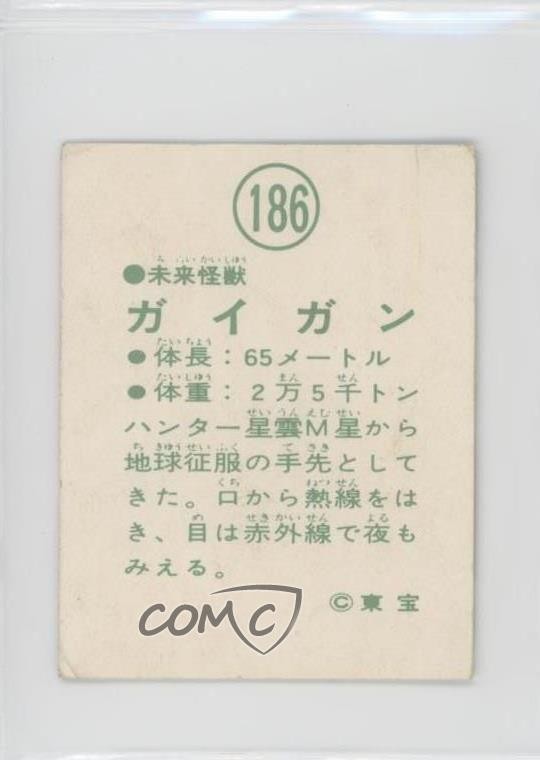 186
●未来怪獣
ガイガン
●体長：65メートル
●体重：2万5千トン
ハンター星雲M星から
地球征服の手先として
きた。口から熱線をは
き、目は赤外線で夜も
みえる。
©東宝
COMC